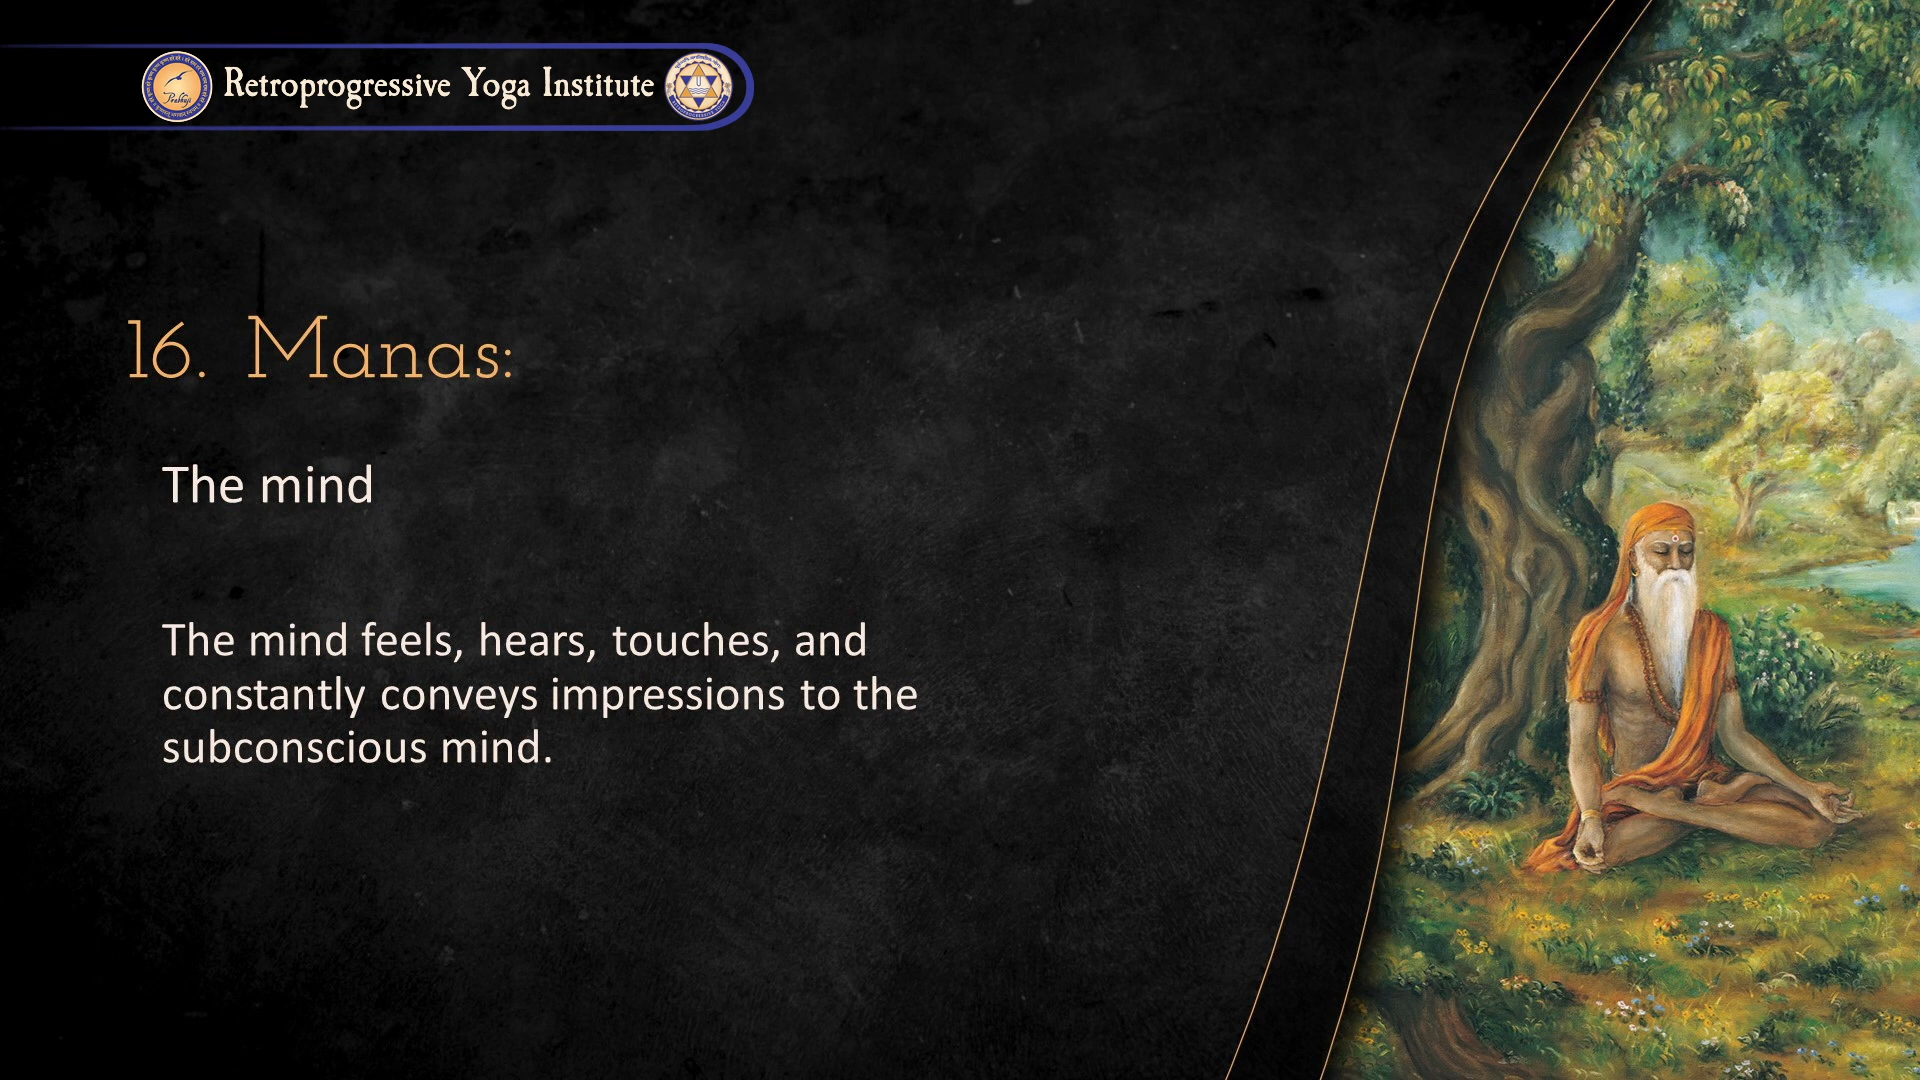 Prabhuji
Retroprogressive Yoga Institute
16. Manas:
The mind
The mind feels, hears, touches, and
constantly conveys impressions to the
subconscious mind.